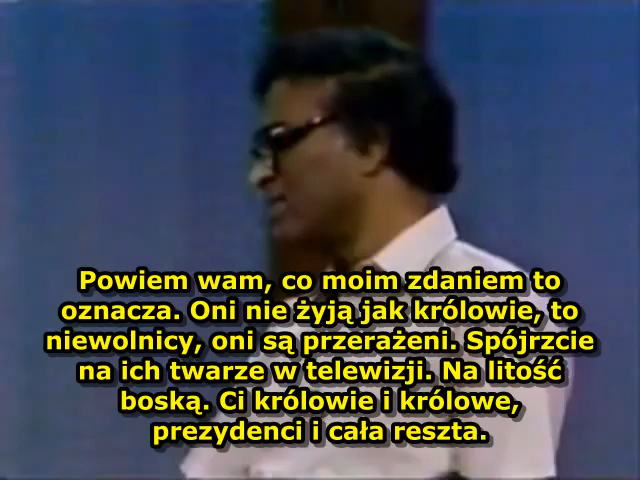 Powiem wam, co moim zdaniem to
oznacza. Oni nie żyją jak królowie, to
niewolnicy, oni są przerażeni. Spójrzcie
na ich twarze w telewizji. Na litość
boską. Ci królowie i królowe,
prezydenci i cała reszta.